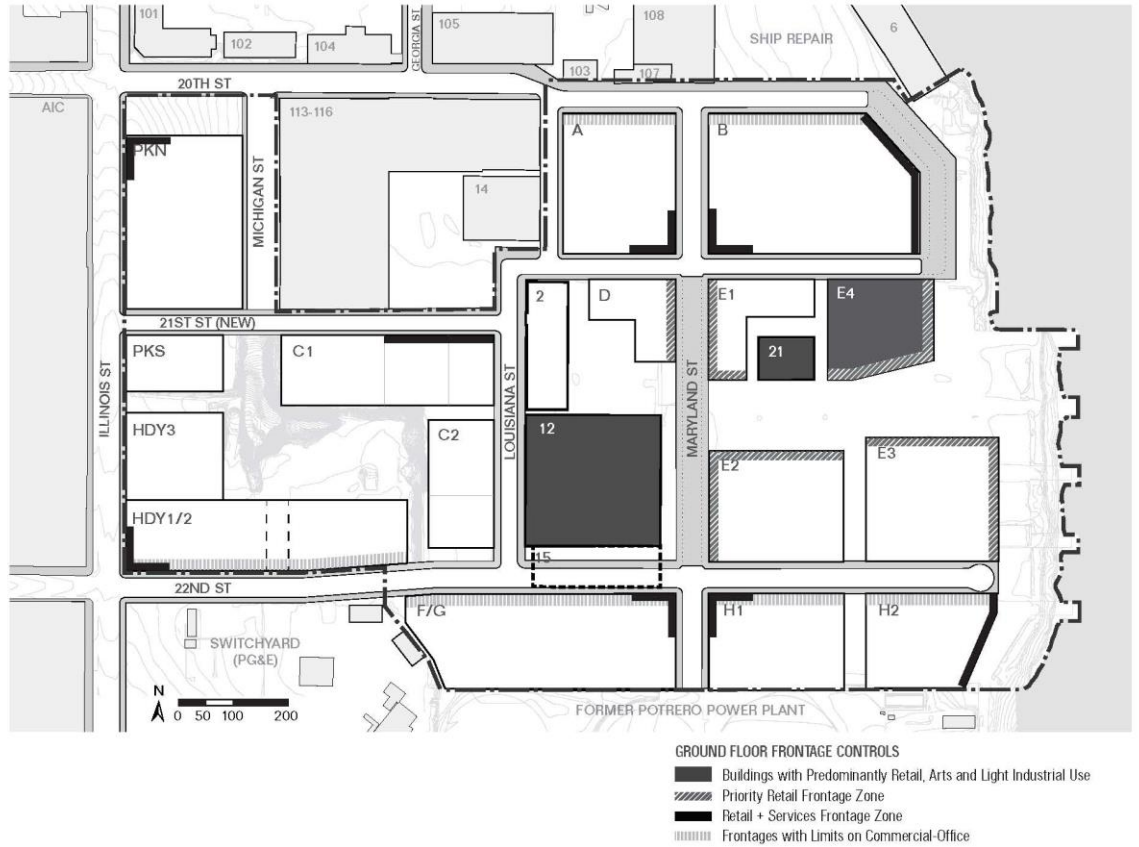 101
102
104
GEORGIA ST
105
108
103
107
SHIP REPAIR
6
20TH ST
AIC
113-116
PKN
MICHIGAN ST
14
A
B
2
D
E1
E4
21ST ST (NEW)
PKS
C1
LOUISIANA ST
21
MARYLAND ST
ILLINOIS ST
HDY3
C2
12
E2
E3
HDY1/2
15
22ND ST
F/G
H1
H2
SWITCHYARD
(PG&E)
N
0 50 100 200
FORMER POTRERO POWER PLANT
GROUND FLOOR FRONTAGE CONTROLS
Buildings with Predominantly Retail, Arts and Light Industrial Use
Priority Retail Frontage Zone
Retail + Services Frontage Zone
Frontages with Limits on Commercial-Office